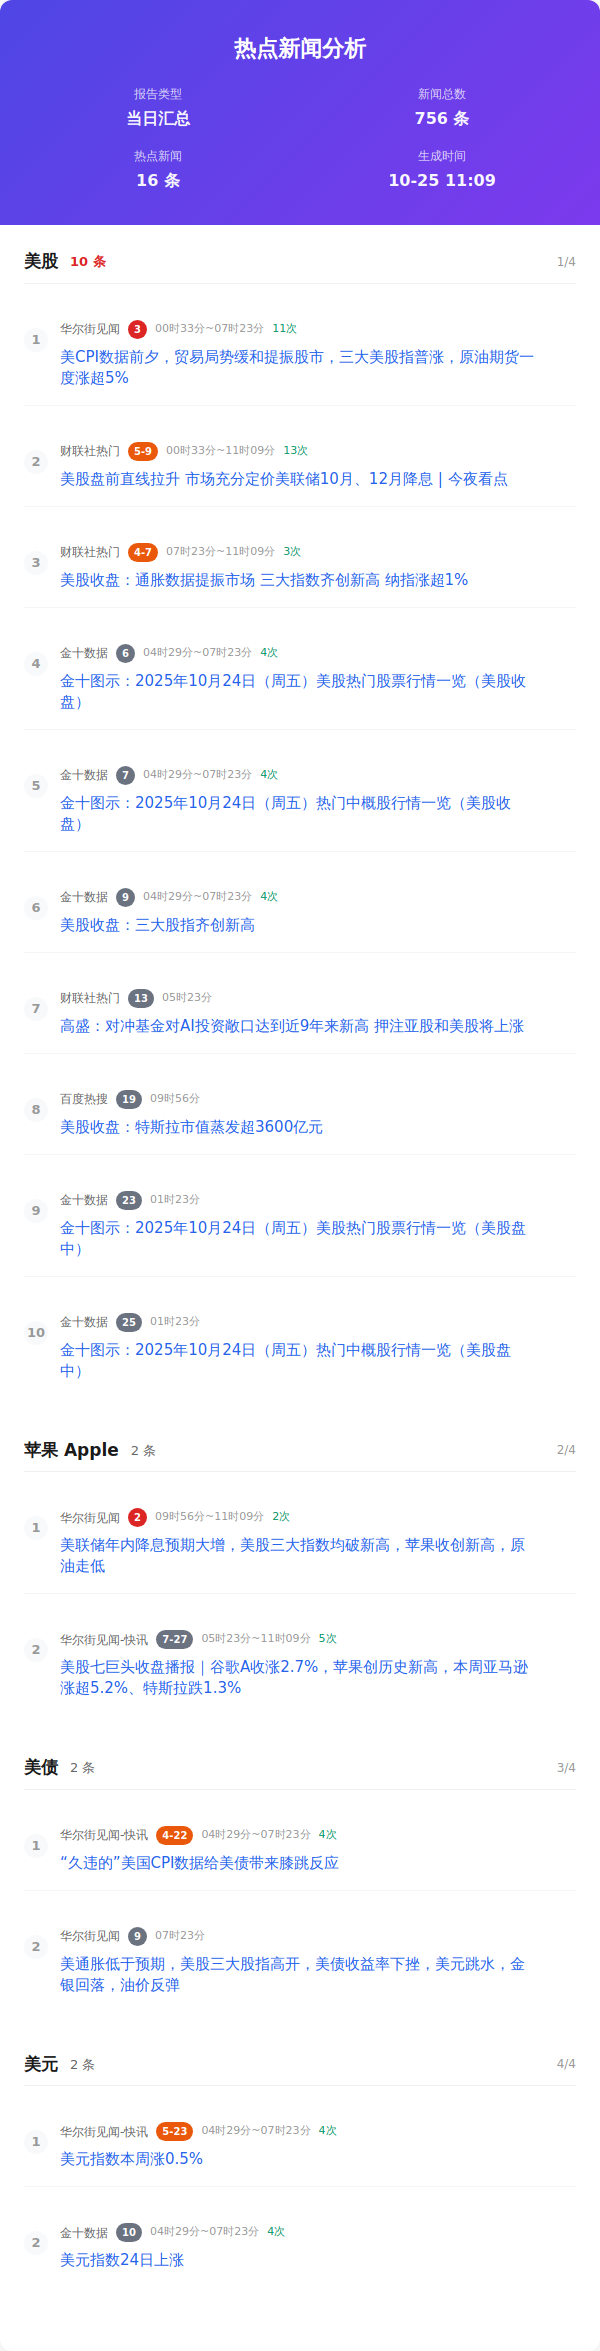 热点新闻分析
报告类型
新闻总数
当日汇总
756 条
热点新闻
生成时间
16 条
10-25 11:09
美股 10 条 1/4
1
华尔街见闻 3 00时33分~07时23分 11次
美CPI数据前夕，贸易局势缓和提振股市，三大美股指普涨，原油期货一
度涨超5%
2
财联社热门 5-9 00时33分~11时09分 13次
美股盘前直线拉升 市场充分定价美联储10月、12月降息 | 今夜看点
3
财联社热门 4-7 07时23分~11时09分 3次
美股收盘：通胀数据提振市场 三大指数齐创新高 纳指涨超1%
4
金十数据 6 04时29分~07时23分 4次
金十图示：2025年10月24日（周五）美股热门股票行情一览（美股收
盘）
5
金十数据 7 04时29分~07时23分 4次
金十图示：2025年10月24日（周五）热门中概股行情一览（美股收
盘）
6
金十数据 9 04时29分~07时23分 4次
美股收盘：三大股指齐创新高
7
财联社热门 13 05时23分
高盛：对冲基金对AI投资敞口达到近9年来新高 押注亚股和美股将上涨
8
百度热搜 19 09时56分
美股收盘：特斯拉市值蒸发超3600亿元
9
金十数据 23 01时23分
金十图示：2025年10月24日（周五）美股热门股票行情一览（美股盘
中）
10
金十数据 25 01时23分
金十图示：2025年10月24日（周五）热门中概股行情一览（美股盘
中）
苹果 Apple 2 条 2/4
1
华尔街见闻 2 09时56分~11时09分 2次
美联储年内降息预期大增，美股三大指数均破新高，苹果收创新高，原
油走低
2
华尔街见闻-快讯 7-27 05时23分~11时09分 5次
美股七巨头收盘播报｜谷歌A收涨2.7%，苹果创历史新高，本周亚马逊
涨超5.2%、特斯拉跌1.3%
美债 2 条 3/4
1
华尔街见闻-快讯 4-22 04时29分~07时23分 4次
“久违的”美国CPI数据给美债带来膝跳反应
2
华尔街见闻 9 07时23分
美通胀低于预期，美股三大股指高开，美债收益率下挫，美元跳水，金
银回落，油价反弹
美元 2 条 4/4
1
华尔街见闻-快讯 5-23 04时29分~07时23分 4次
美元指数本周涨0.5%
2
金十数据 10 04时29分~07时23分 4次
美元指数24日上涨